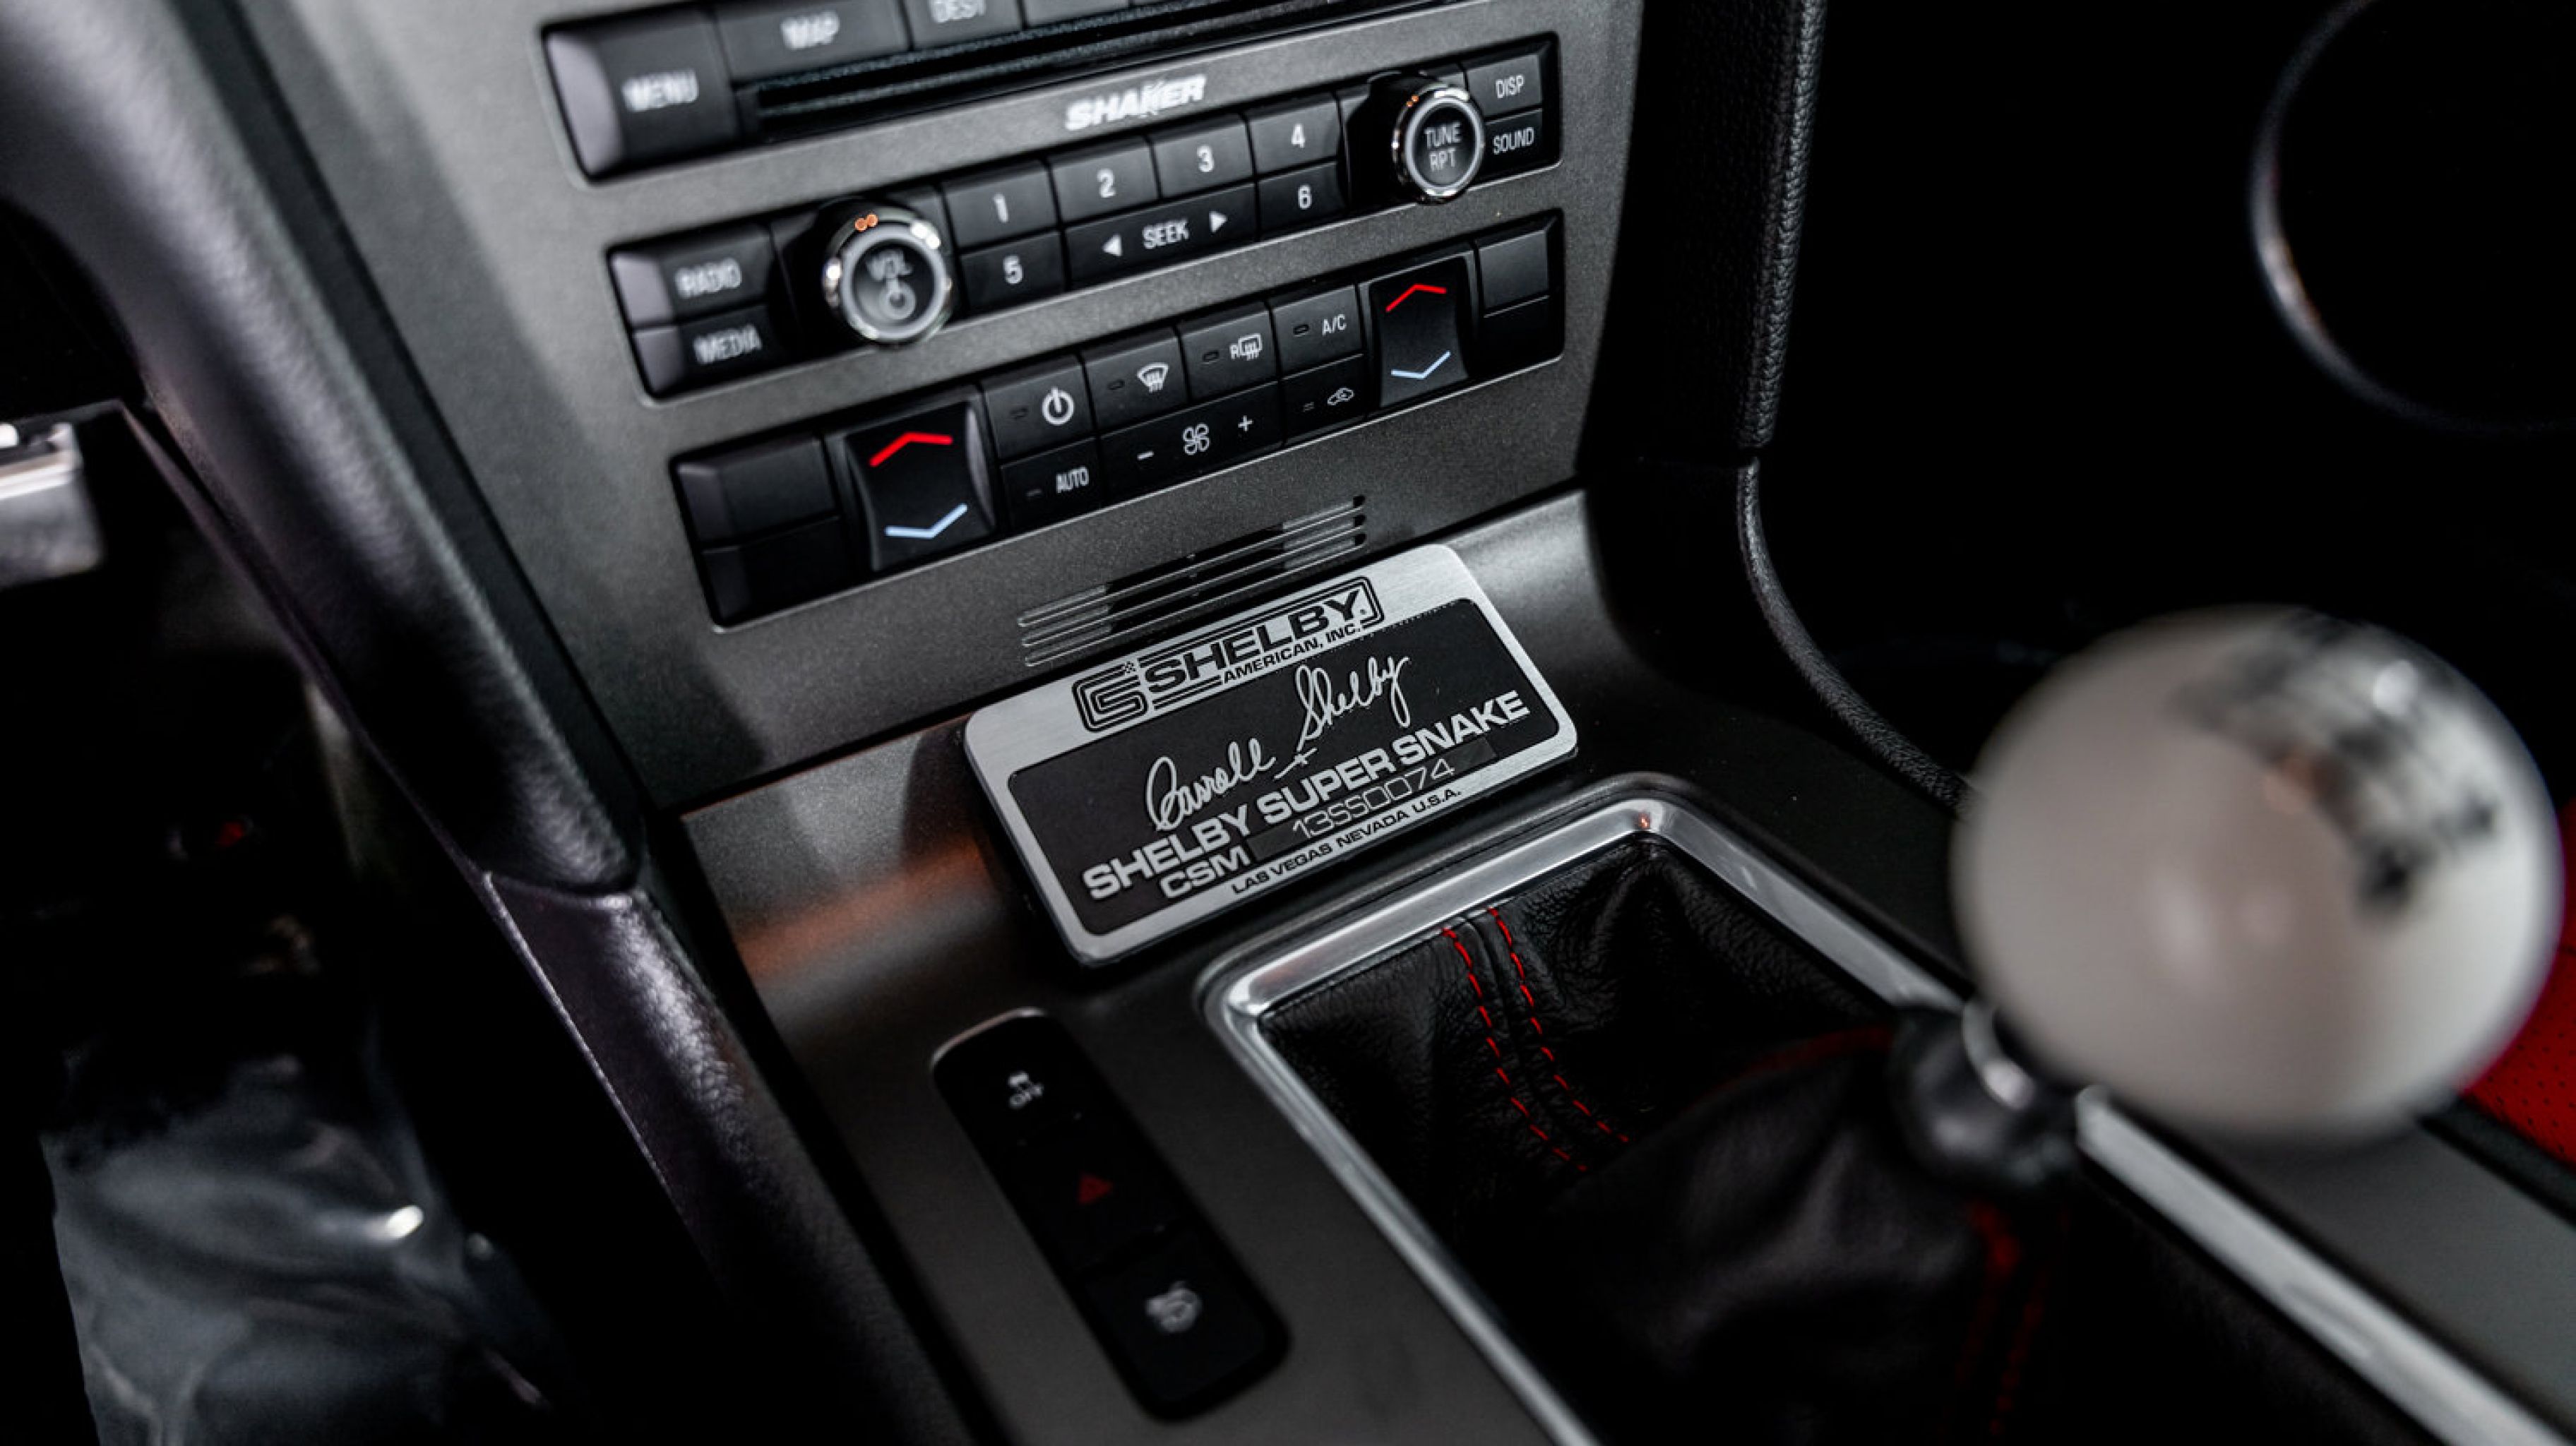 MAP DEST
MENU
SHAKER
DISP
SOUND
TUNE
RPT
1 2 3 4
5 SEEK 6
RADIO
VOL
MEDIA
R A/C
AUTO - +
SHELBY
AMERICAN, INC.
CS
Carroll Shelby
SHELBY SUPER SNAKE
CSM 13SS0074
LAS VEGAS NEVADA U.S.A.
OFF